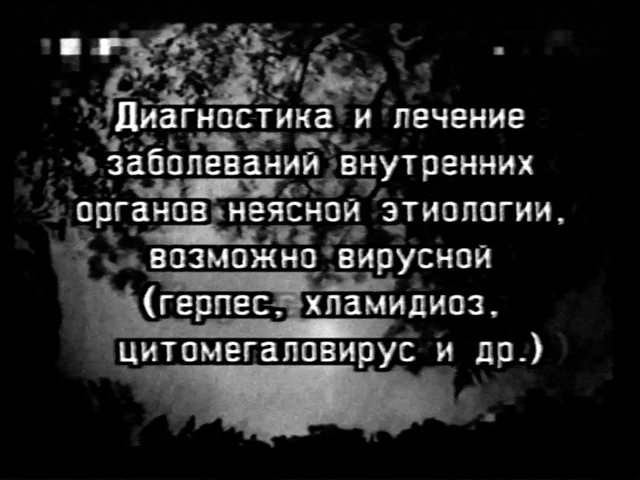 Диагностика и лечение
заболеваний внутренних
органов неясной этиологии,
возможно вирусной
(герпес, хламидиоз,
цитомегаловирус и др.)